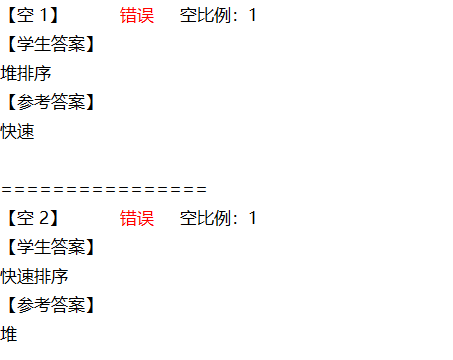 【空 1】 错误 空比例：1
【学生答案】
堆排序
【参考答案】
快速
================
【空 2】 错误 空比例：1
【学生答案】
快速排序
【参考答案】
堆